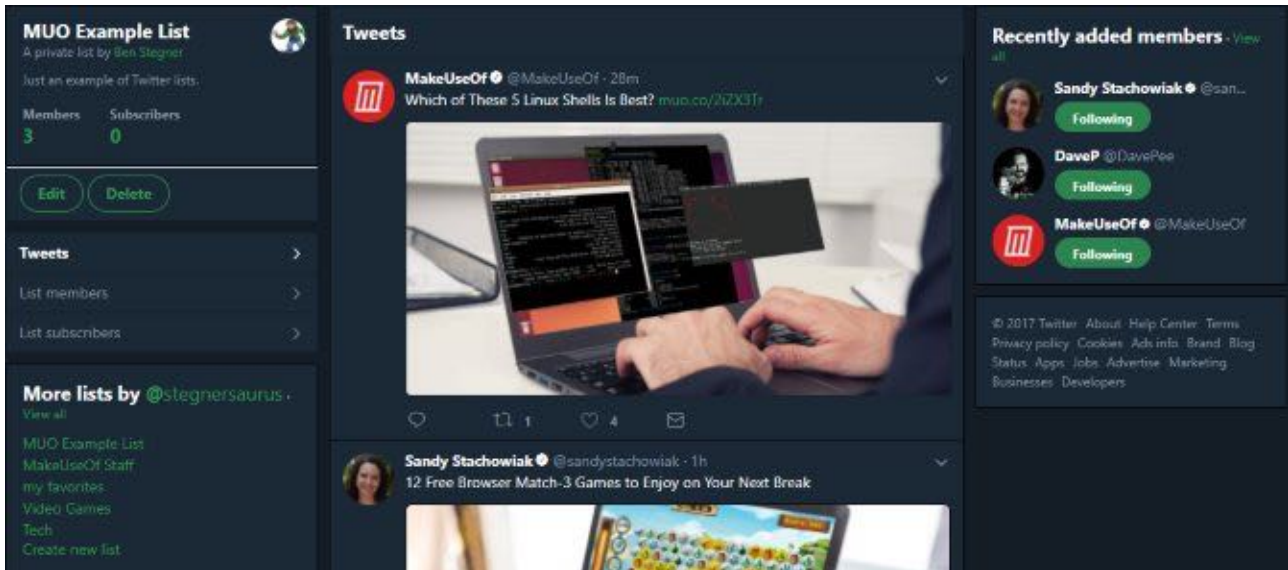 MUO Example List
A private list by Ben Stegner
Just an example of Twitter lists.
Members Subscribers
3 0
Edit Delete
Tweets
List members
List subscribers
More lists by @stegnersaurus ·
View all
MUO Example List
MakeUseOf Staff
my favorites
Video Games
Tech
Create new list
Tweets
MakeUseOf @MakeUseOf · 28m
Which of These 5 Linux Shells Is Best? muo.co/2iZX3Tr
1 4
Sandy Stachowiak @sandystachowiak · 1h
12 Free Browser Match-3 Games to Enjoy on Your Next Break
Recently added members · View
all
Sandy Stachowiak @san...
Following
DaveP @DavePee
Following
MakeUseOf @MakeUseOf
Following
© 2017 Twitter About Help Center Terms
Privacy policy Cookies Ads info Brand Blog
Status Apps Jobs Advertise Marketing
Businesses Developers